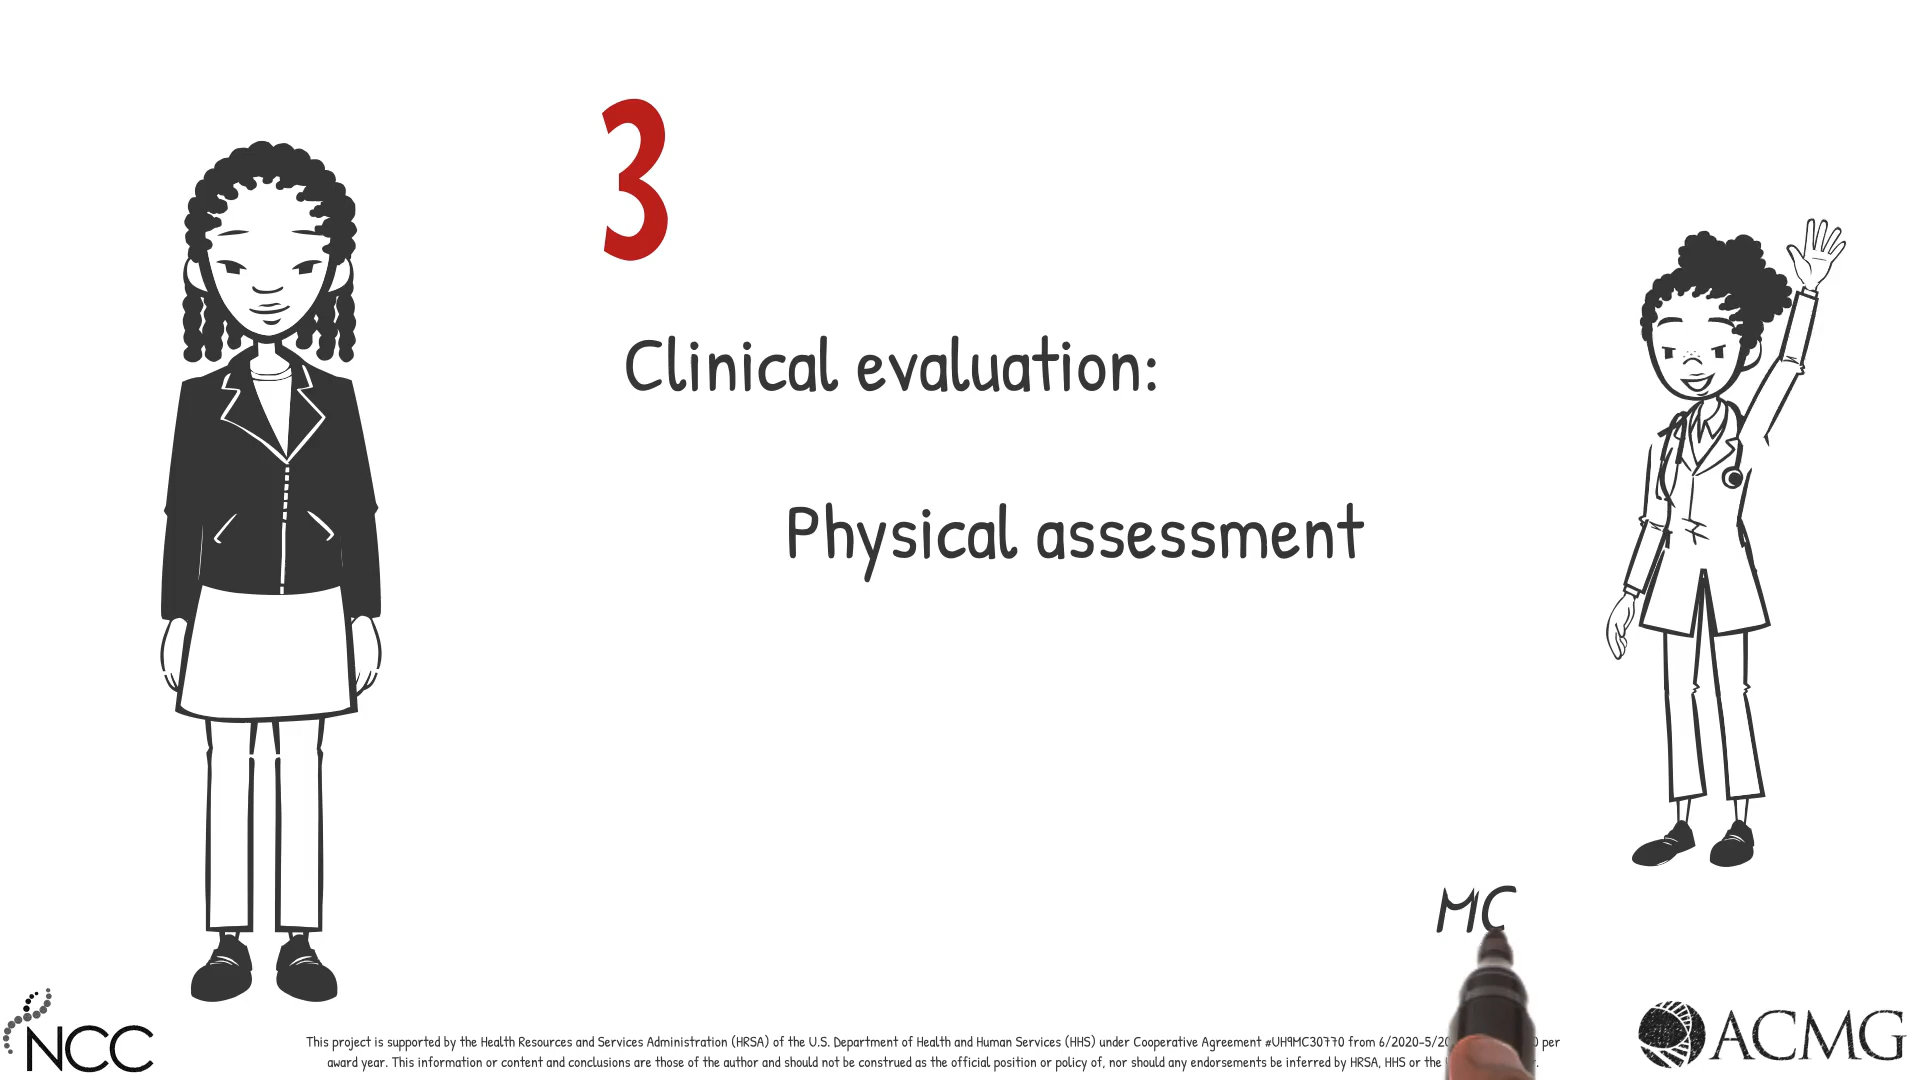 3
Clinical evaluation:
Physical assessment
MC
NCC
This project is supported by the Health Resources and Services Administration (HRSA) of the U.S. Department of Health and Human Services (HHS) under Cooperative Agreement #UH9MC30770 from 6/2020-5/20 per
award year. This information or content and conclusions are those of the author and should not be construed as the official position or policy of, nor should any endorsements be inferred by HRSA, HHS or the
ACMG